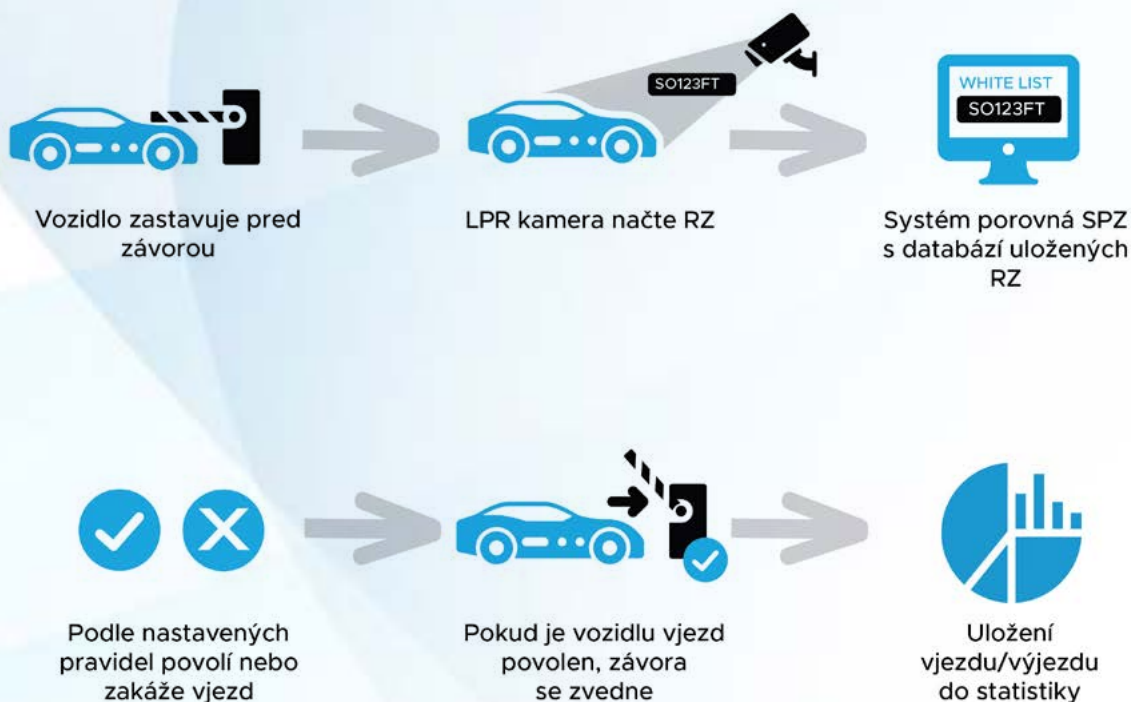 SO123FT
WHITE LIST
SO123FT
Vozidlo zastavuje pred
závorou
LPR kamera načte RZ
Systém porovná SPZ
s databází uložených
RZ
Podle nastavených
pravidel povolí nebo
zakáže vjezd
Pokud je vozidlu vjezd
povolen, závora
se zvedne
Uložení
vjezdu/výjezdu
do statistiky